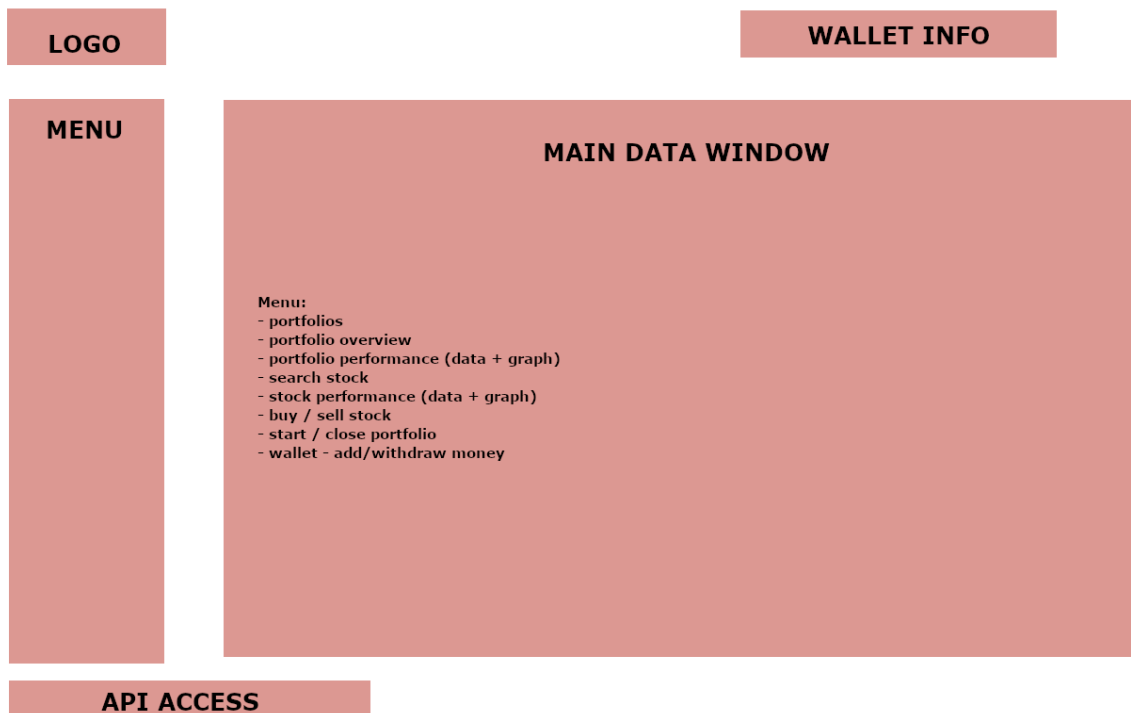 LOGO
WALLET INFO
MENU
MAIN DATA WINDOW
Menu:
- portfolios
- portfolio overview
- portfolio performance (data + graph)
- search stock
- stock performance (data + graph)
- buy / sell stock
- start / close portfolio
- wallet - add/withdraw money
API ACCESS